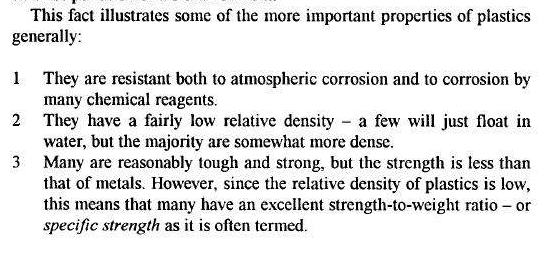 This fact illustrates some of the more important properties of plastics
generally:
1 They are resistant both to atmospheric corrosion and to corrosion by
many chemical reagents.
2 They have a fairly low relative density – a few will just float in
water, but the majority are somewhat more dense.
3 Many are reasonably tough and strong, but the strength is less than
that of metals. However, since the relative density of plastics is low,
this means that many have an excellent strength-to-weight ratio – or
specific strength as it is often termed.